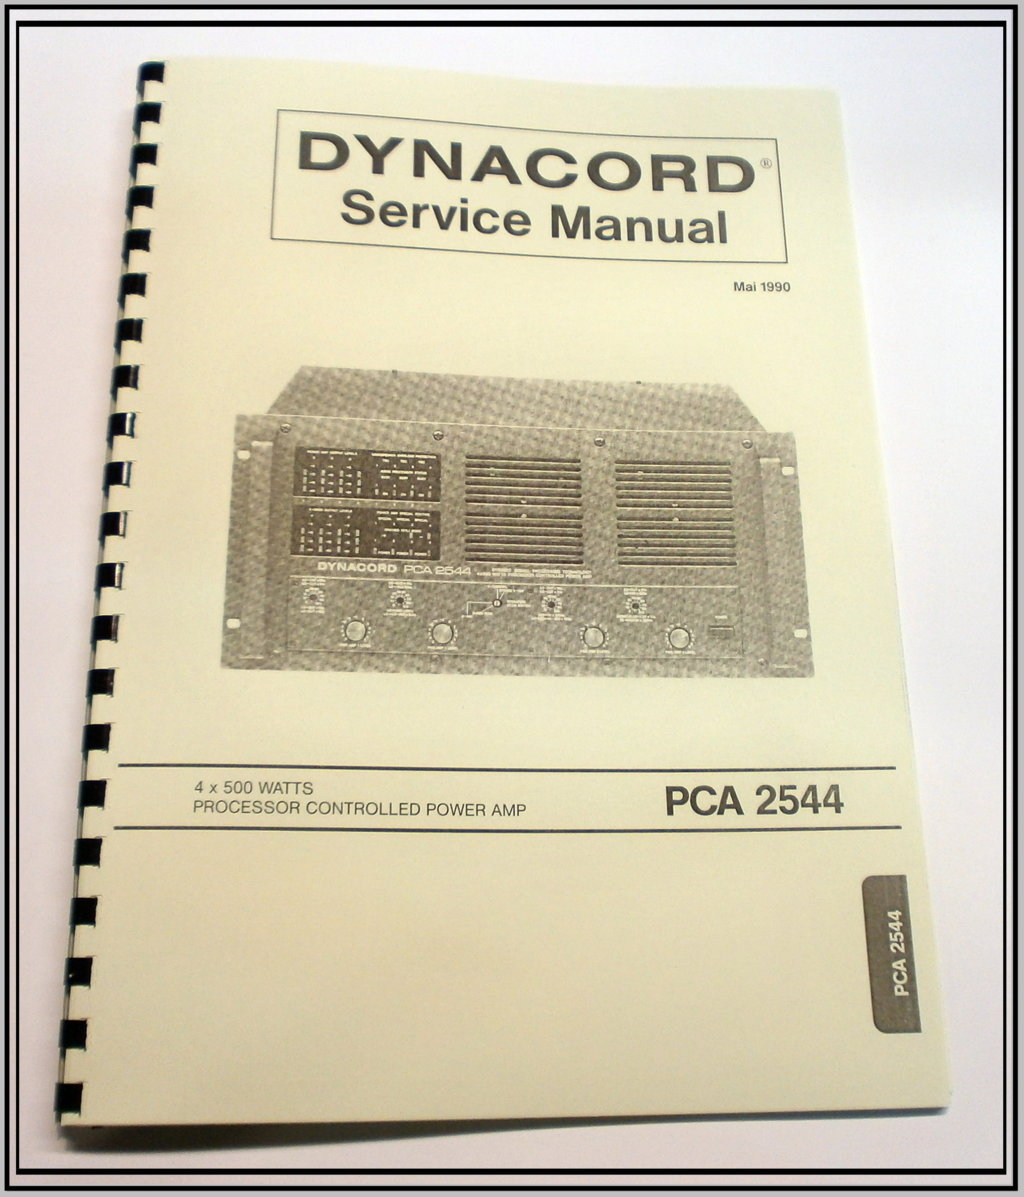 DYNACORD®
Service Manual
Mai 1990
DYNACORD PCA 2544
4 x 500 WATTS
PROCESSOR CONTROLLED POWER AMP
PCA 2544
PCA 2544